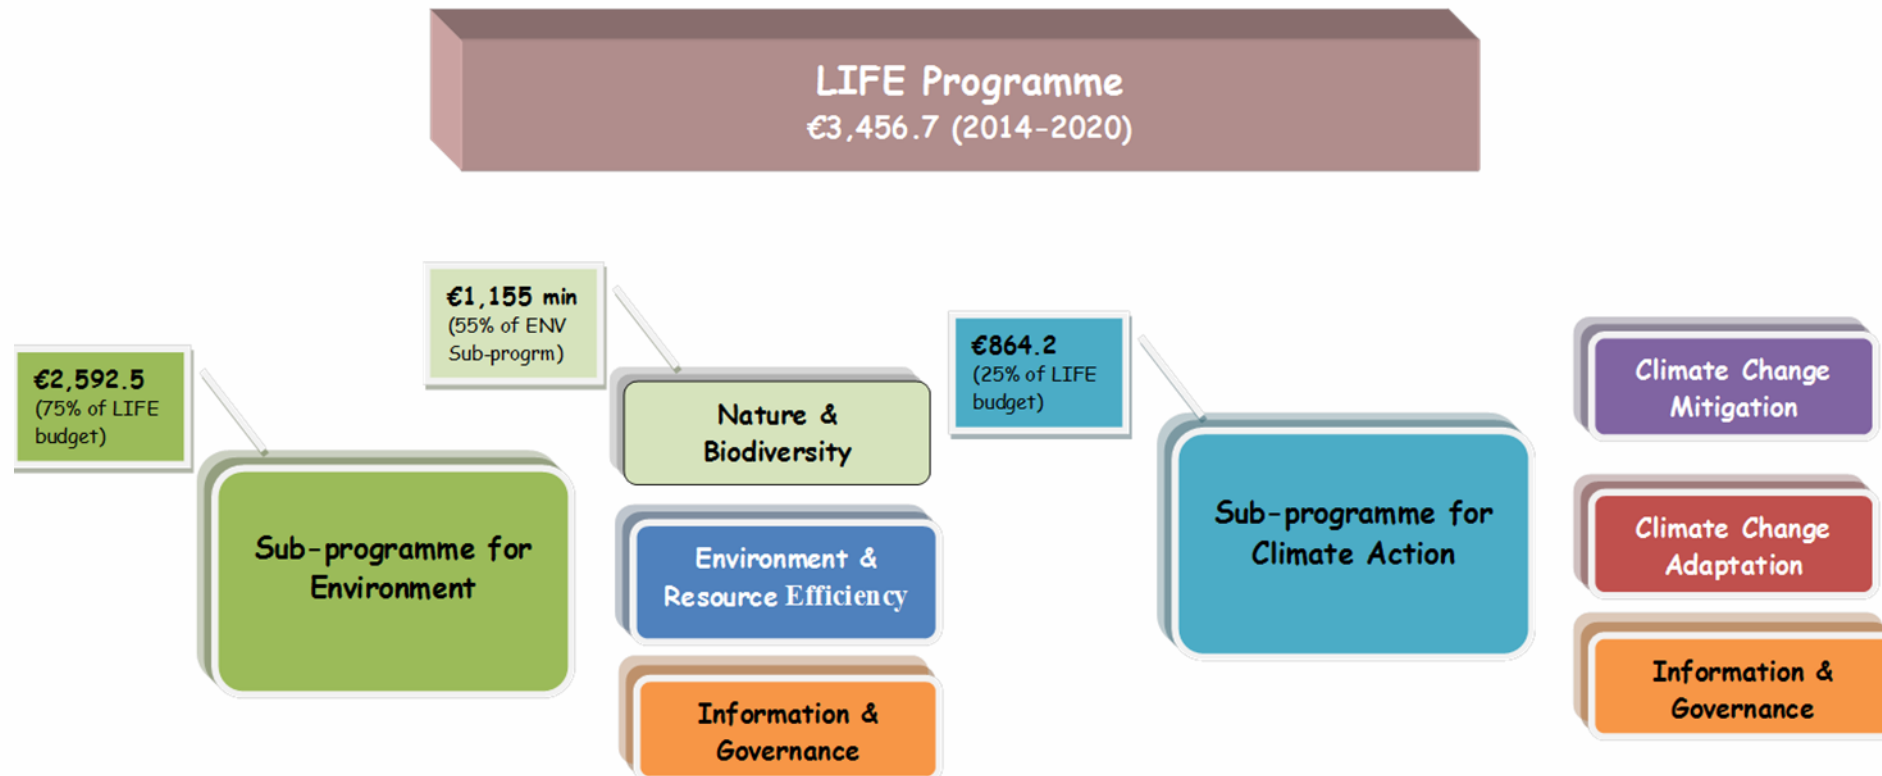 LIFE Programme
€3,456.7 (2014-2020)
€2,592.5
(75% of LIFE
budget)
Sub-programme for
Environment
€1,155 min
(55% of ENV
Sub-progrm)
Nature &
Biodiversity
Environment &
Resource Efficiency
Information &
Governance
€864.2
(25% of LIFE
budget)
Sub-programme for
Climate Action
Climate Change
Mitigation
Climate Change
Adaptation
Information &
Governance